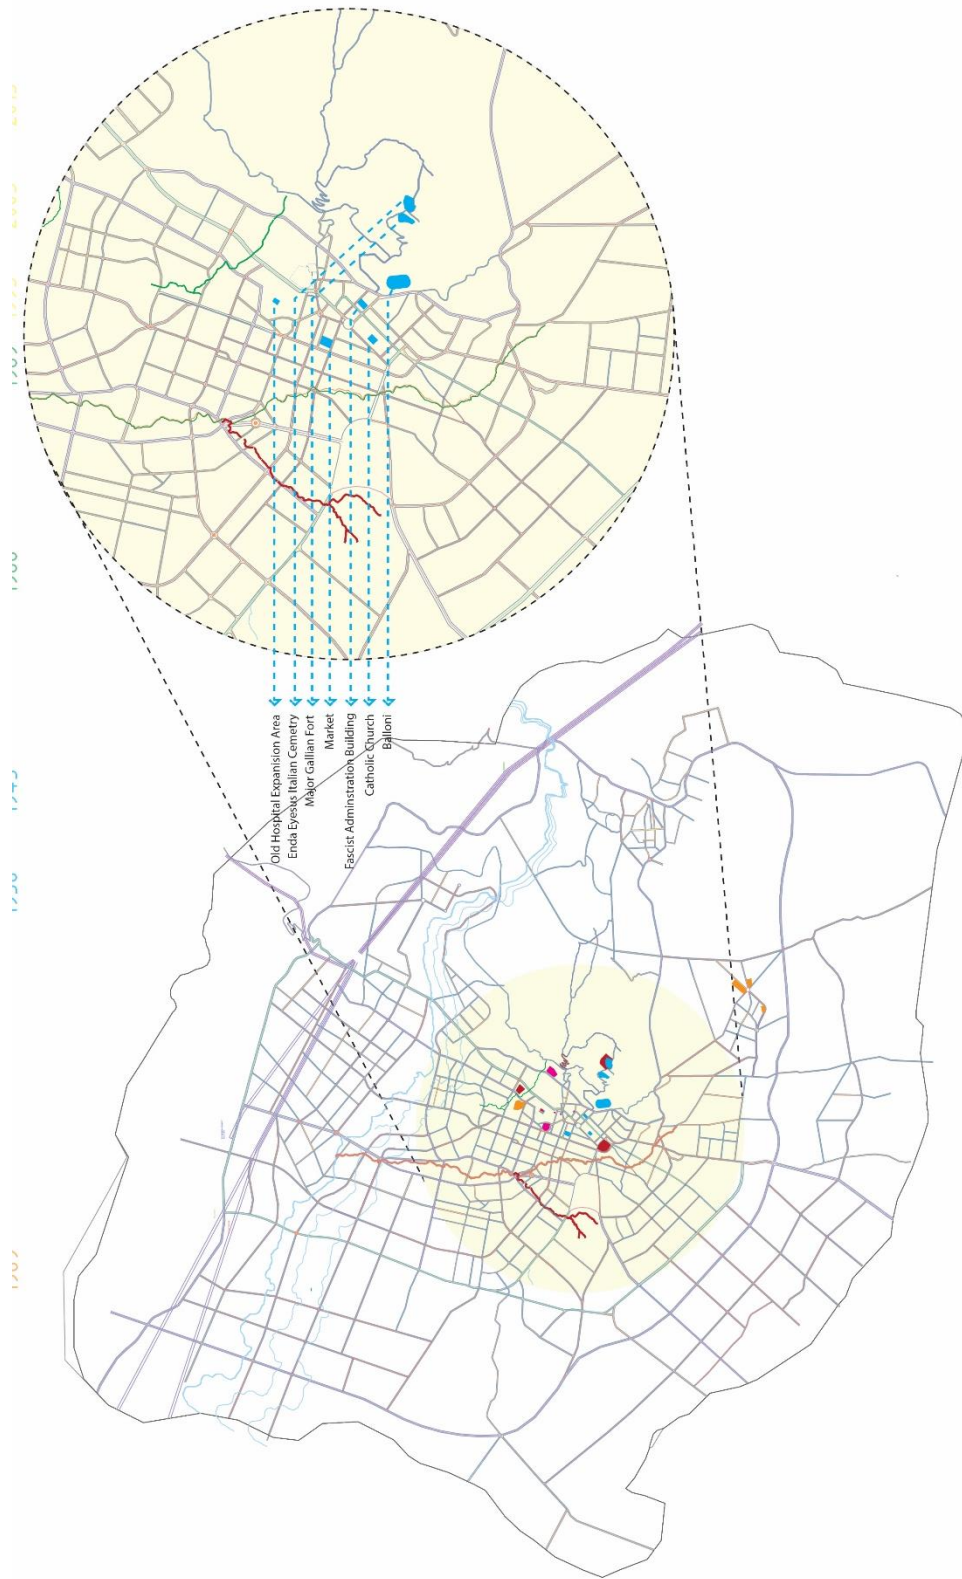 Old Hospital Expanision Area
Enda Eyesus Italian Cemetry
Major Gallian Fort
Market
Fascist Adminstration Building
Catholic Church
Balloni